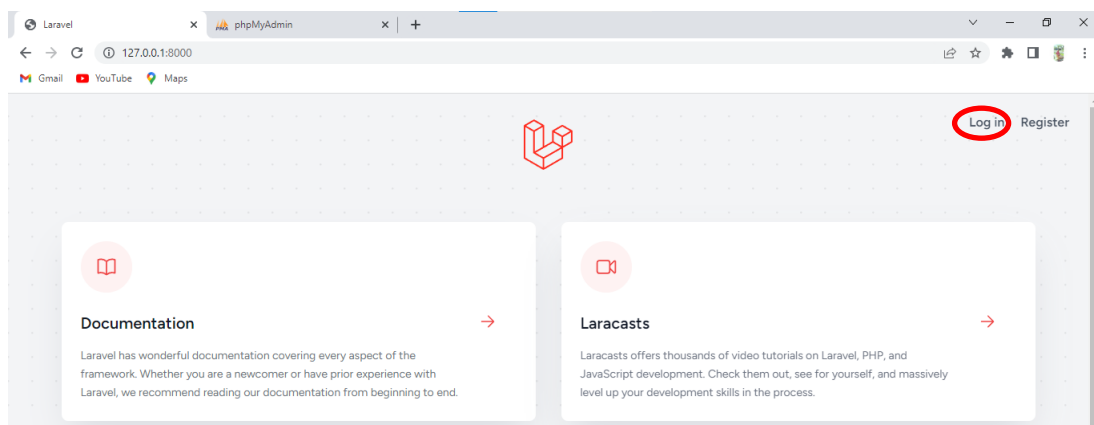 Laravel
phpMyAdmin
127.0.0.1:8000
Gmail YouTube Maps
Log in Register
Documentation
Laravel has wonderful documentation covering every aspect of the
framework. Whether you are a newcomer or have prior experience with
Laravel, we recommend reading our documentation from beginning to end.
Laracasts
Laracasts offers thousands of video tutorials on Laravel, PHP, and
JavaScript development. Check them out, see for yourself, and massively
level up your development skills in the process.